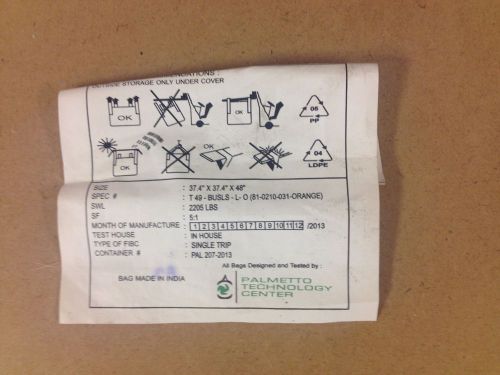 OUTSIDE STORAGE ONLY UNDER COVER
OK
05
PP
OK
OK
04
LDPE
SIZE : 37.4" X 37.4" X 48"
SPEC # : T 49 - BUSLS - L- O (81-0210-031-ORANGE)
SWL : 2205 LBS
SF : 5:1
MONTH OF MANUFACTURE : 1 2 3 4 5 6 7 8 9 10 11 12 /2013
TEST HOUSE : IN HOUSE
TYPE OF FIBC : SINGLE TRIP
CONTAINER # : PAL 207-2013
All Bags Designed and Tested by :
BAG MADE IN INDIA
PALMETTO
TECHNOLOGY
CENTER